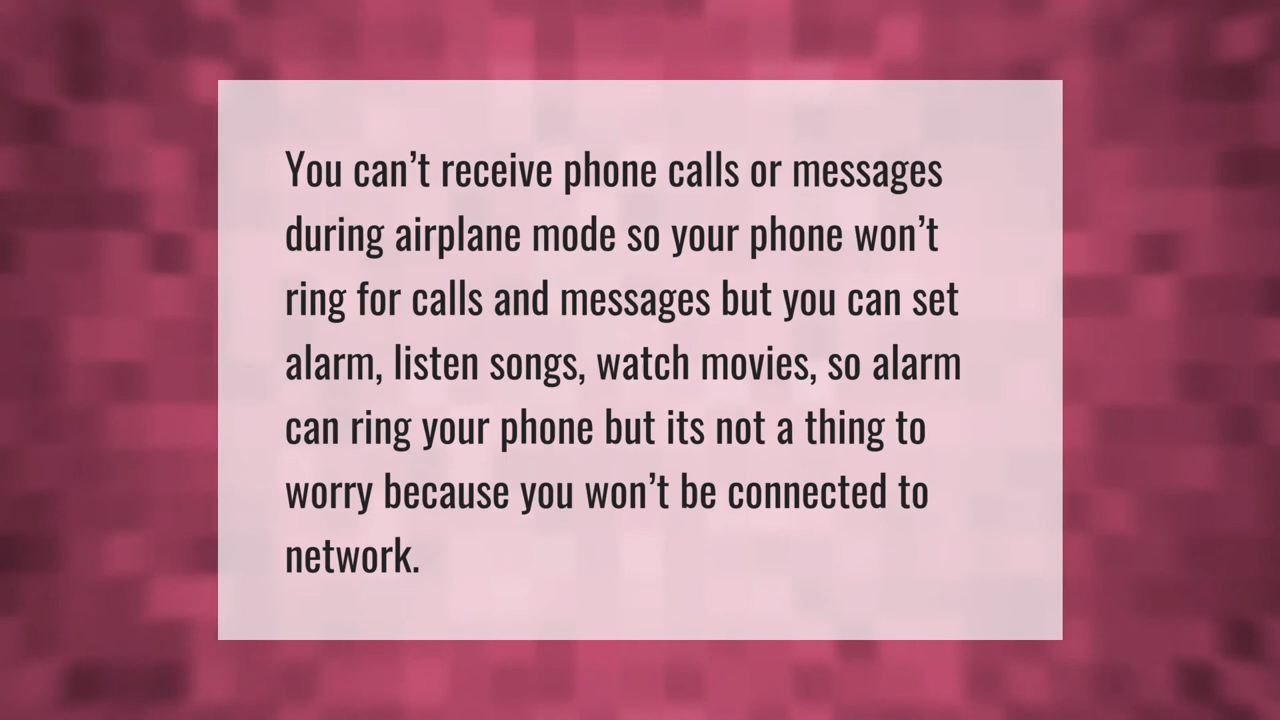 You can’t receive phone calls or messages
during airplane mode so your phone won’t
ring for calls and messages but you can set
alarm, listen songs, watch movies, so alarm
can ring your phone but its not a thing to
worry because you won’t be connected to
network.